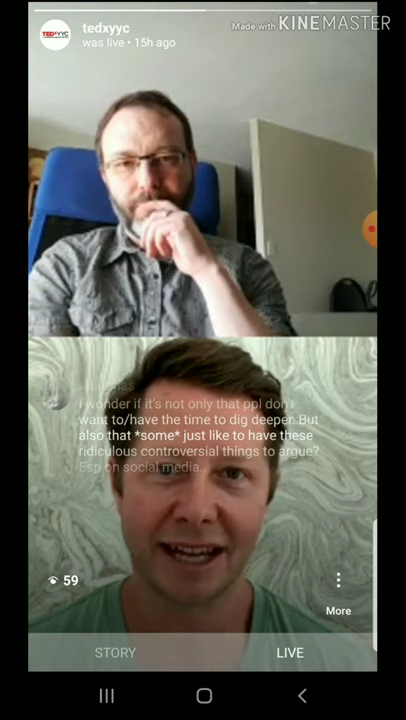 Made with KINEMASTER
TEDxYYC
tedxyyc
was live • 15h ago
I wonder if it's not only that ppl don't
want to/have the time to dig deeper. But
also that *some* just like to have these
ridiculous controversial things to argue?
Esp on social media..
59
More
STORY
LIVE